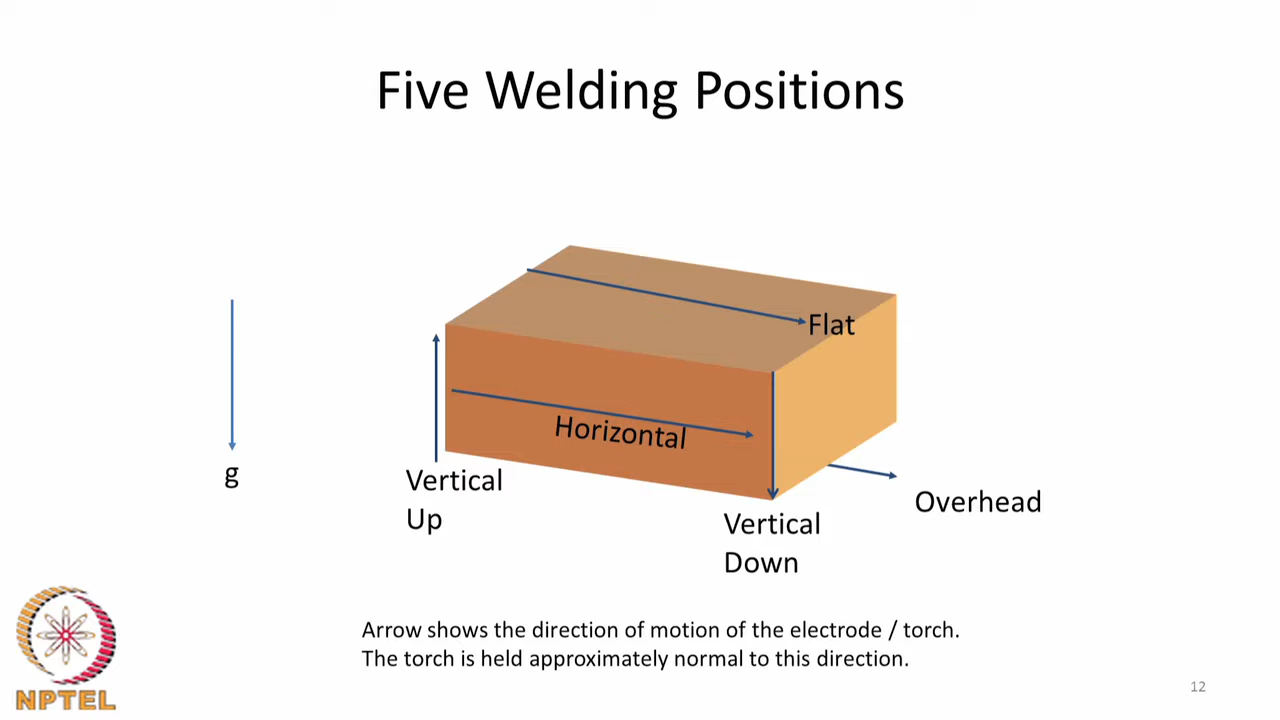 Five Welding Positions
Flat
Horizontal
g
Vertical
Up
Overhead
Vertical
Down
Arrow shows the direction of motion of the electrode / torch.
The torch is held approximately normal to this direction.
NPTEL
12